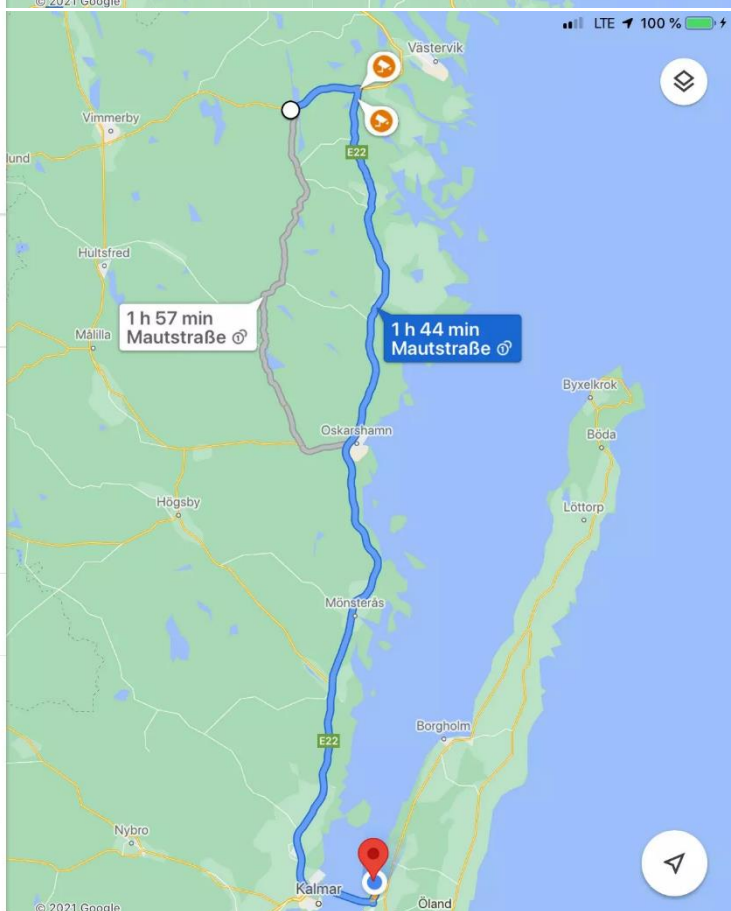 © 2021 Google
LTE 100 %
Västervik
Vimmerby
lund
E22
Hultsfred
1 h 57 min
Mautstraße
1 h 44 min
Mautstraße
Målilla
Byxelkrok
Oskarshamn
Böda
Högsby
Löttorp
Mönsterås
Borgholm
E22
Nybro
Kalmar
Öland
© 2021 Google